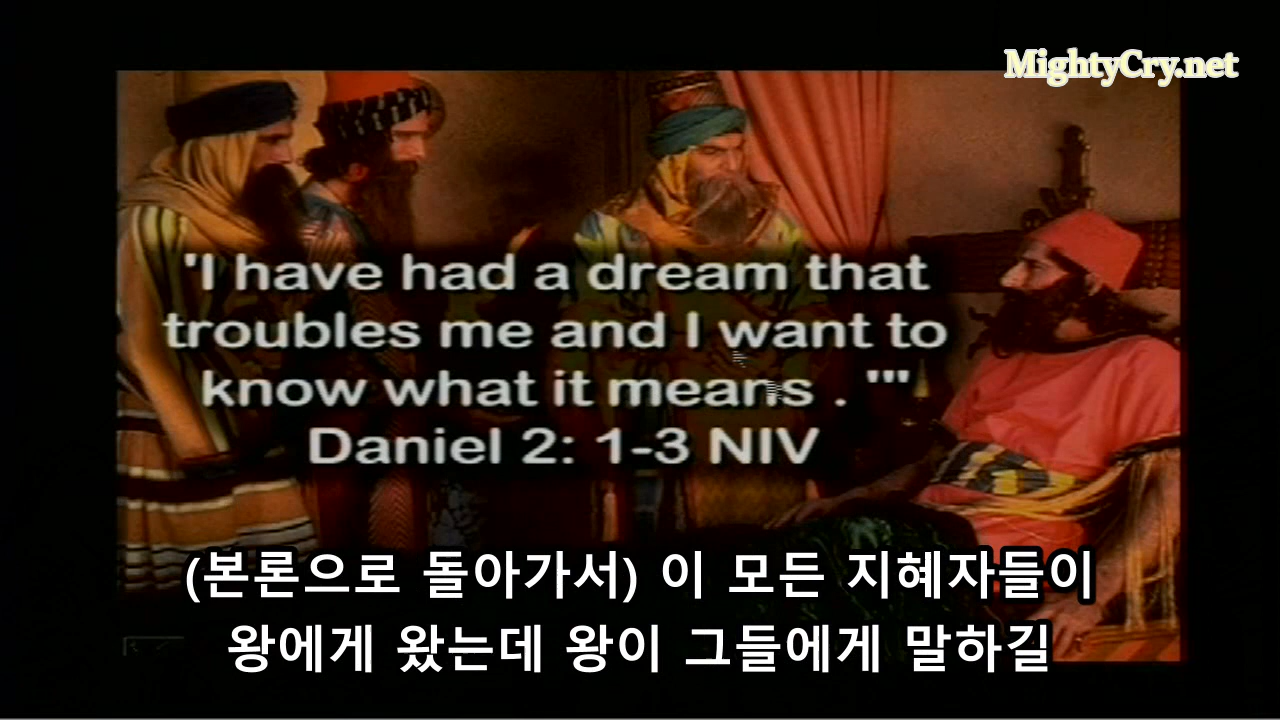 MightyCry.net
'I have had a dream that
troubles me and I want to
know what it means . '"
Daniel 2: 1-3 NIV
(본론으로 돌아가서) 이 모든 지혜자들이
왕에게 왔는데 왕이 그들에게 말하길